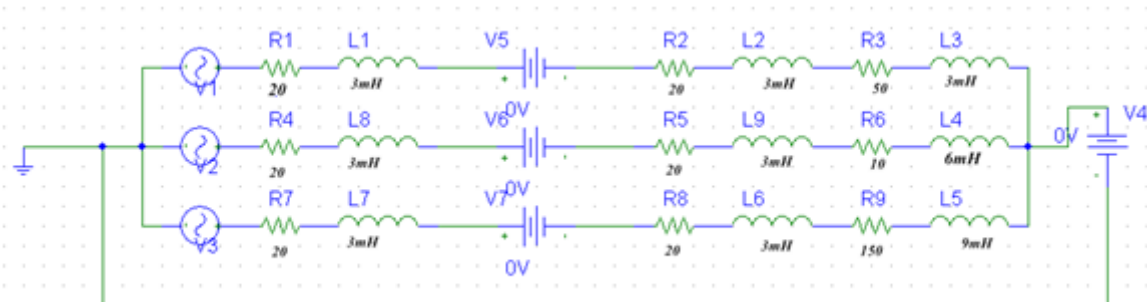 R1 L1 V5 R2 L2 R3 L3
V1 20 3mH 0V 20 3mH 50 3mH
R4 L8 V6 R5 L9 R6 L4 0V V4
V2 20 3mH 0V 20 3mH 10 6mH
R7 L7 V7 R8 L6 R9 L5
V3 20 3mH 0V 20 3mH 150 9mH